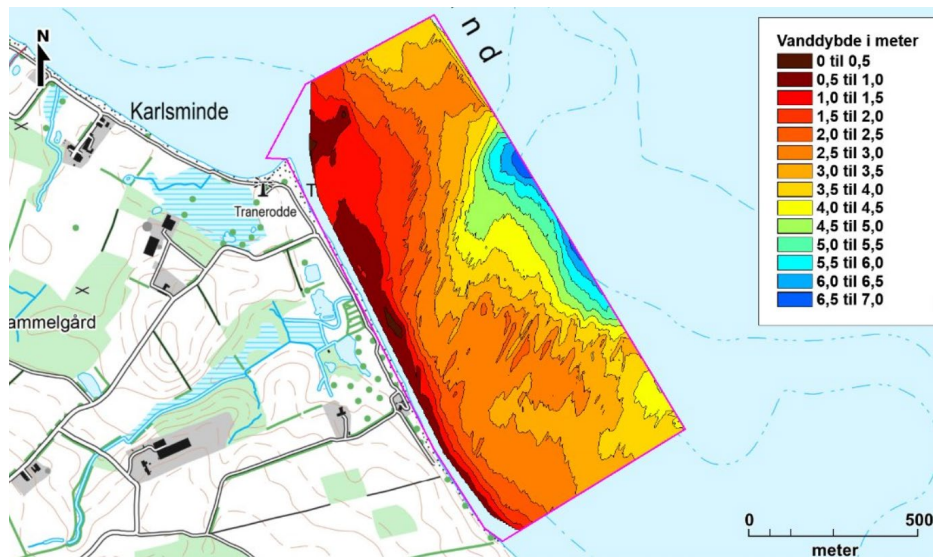 n
d
N
Karlsminde
T
Tranerodde
ammelgård
Vanddybde i meter
0 til 0,5
0,5 til 1,0
1,0 til 1,5
1,5 til 2,0
2,0 til 2,5
2,5 til 3,0
3,0 til 3,5
3,5 til 4,0
4,0 til 4,5
4,5 til 5,0
5,0 til 5,5
5,5 til 6,0
6,0 til 6,5
6,5 til 7,0
0 500
meter